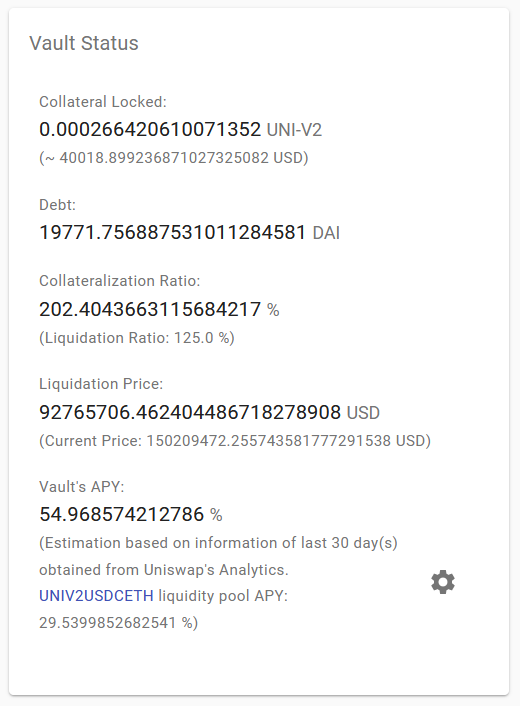 Vault Status
Collateral Locked:
0.000266420610071352 UNI-V2
(~ 40018.899236871027325082 USD)
Debt:
19771.756887531011284581 DAI
Collateralization Ratio:
202.4043663115684217 %
(Liquidation Ratio: 125.0 %)
Liquidation Price:
92765706.462404486718278908 USD
(Current Price: 150209472.255743581777291538 USD)
Vault's APY:
54.968574212786 %
(Estimation based on information of last 30 day(s)
obtained from Uniswap's Analytics.
UNIV2USDCETH liquidity pool APY:
29.5399852682541 %)